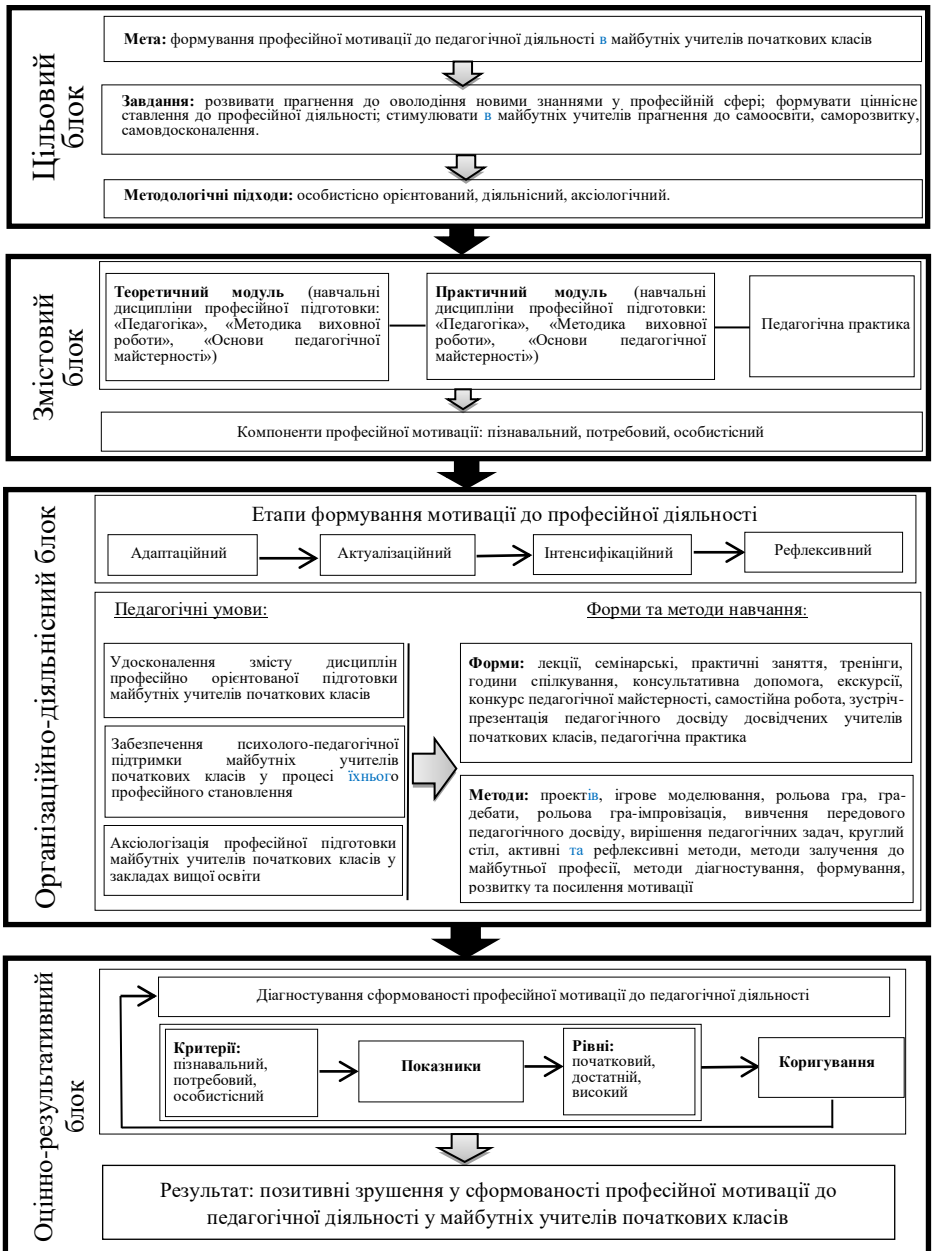 Цільовий
блок
Мета: формування професійної мотивації до педагогічної діяльності в майбутніх учителів початкових класів
Завдання: розвивати прагнення до оволодіння новими знаннями у професійній сфері; формувати ціннісне
ставлення до професійної діяльності; стимулювати в майбутніх учителів прагнення до самоосвіти, саморозвитку,
самовдосконалення.
Методологічні підходи: особистісно орієнтований, діяльнісний, аксіологічний.
Змістовий
блок
Теоретичний модуль (навчальні
дисципліни професійної підготовки:
«Педагогіка», «Методика виховної
роботи», «Основи педагогічної
майстерності»)
Практичний модуль (навчальні
дисципліни професійної підготовки:
«Педагогіка», «Методика виховної
роботи», «Основи педагогічної
майстерності»)
Педагогічна практика
Компоненти професійної мотивації: пізнавальний, потребовий, особистісний
Організаційно-діяльнісний блок
Етапи формування мотивації до професійної діяльності
Адаптаційний
Актуалізаційний
Інтенсифікаційний
Рефлексивний
Педагогічні умови:
Удосконалення змісту дисциплін
професійно орієнтованої підготовки
майбутніх учителів початкових класів
Забезпечення психолого-педагогічної
підтримки майбутніх учителів
початкових класів у процесі їхнього
професійного становлення
Аксіологізація професійної підготовки
майбутніх учителів початкових класів у
закладах вищої освіти
Форми та методи навчання:
Форми: лекції, семінарські, практичні заняття, тренінги,
години спілкування, консультативна допомога, екскурсії,
конкурс педагогічної майстерності, самостійна робота, зустріч-
презентація педагогічного досвіду досвідчених учителів
початкових класів, педагогічна практика
Методи: проектів, ігрове моделювання, рольова гра, гра-
дебати, рольова гра-імпровізація, вивчення передового
педагогічного досвіду, вирішення педагогічних задач, круглий
стіл, активні та рефлексивні методи, методи залучення до
майбутньої професії, методи діагностування, формування,
розвитку та посилення мотивації
Оцінно-результативний
блок
Діагностування сформованості професійної мотивації до педагогічної діяльності
Критерії:
пізнавальний,
потребовий,
особистісний
Показники
Рівні:
початковий,
достатній,
високий
Коригування
Результат: позитивні зрушення у сформованості професійної мотивації до
педагогічної діяльності у майбутніх учителів початкових класів